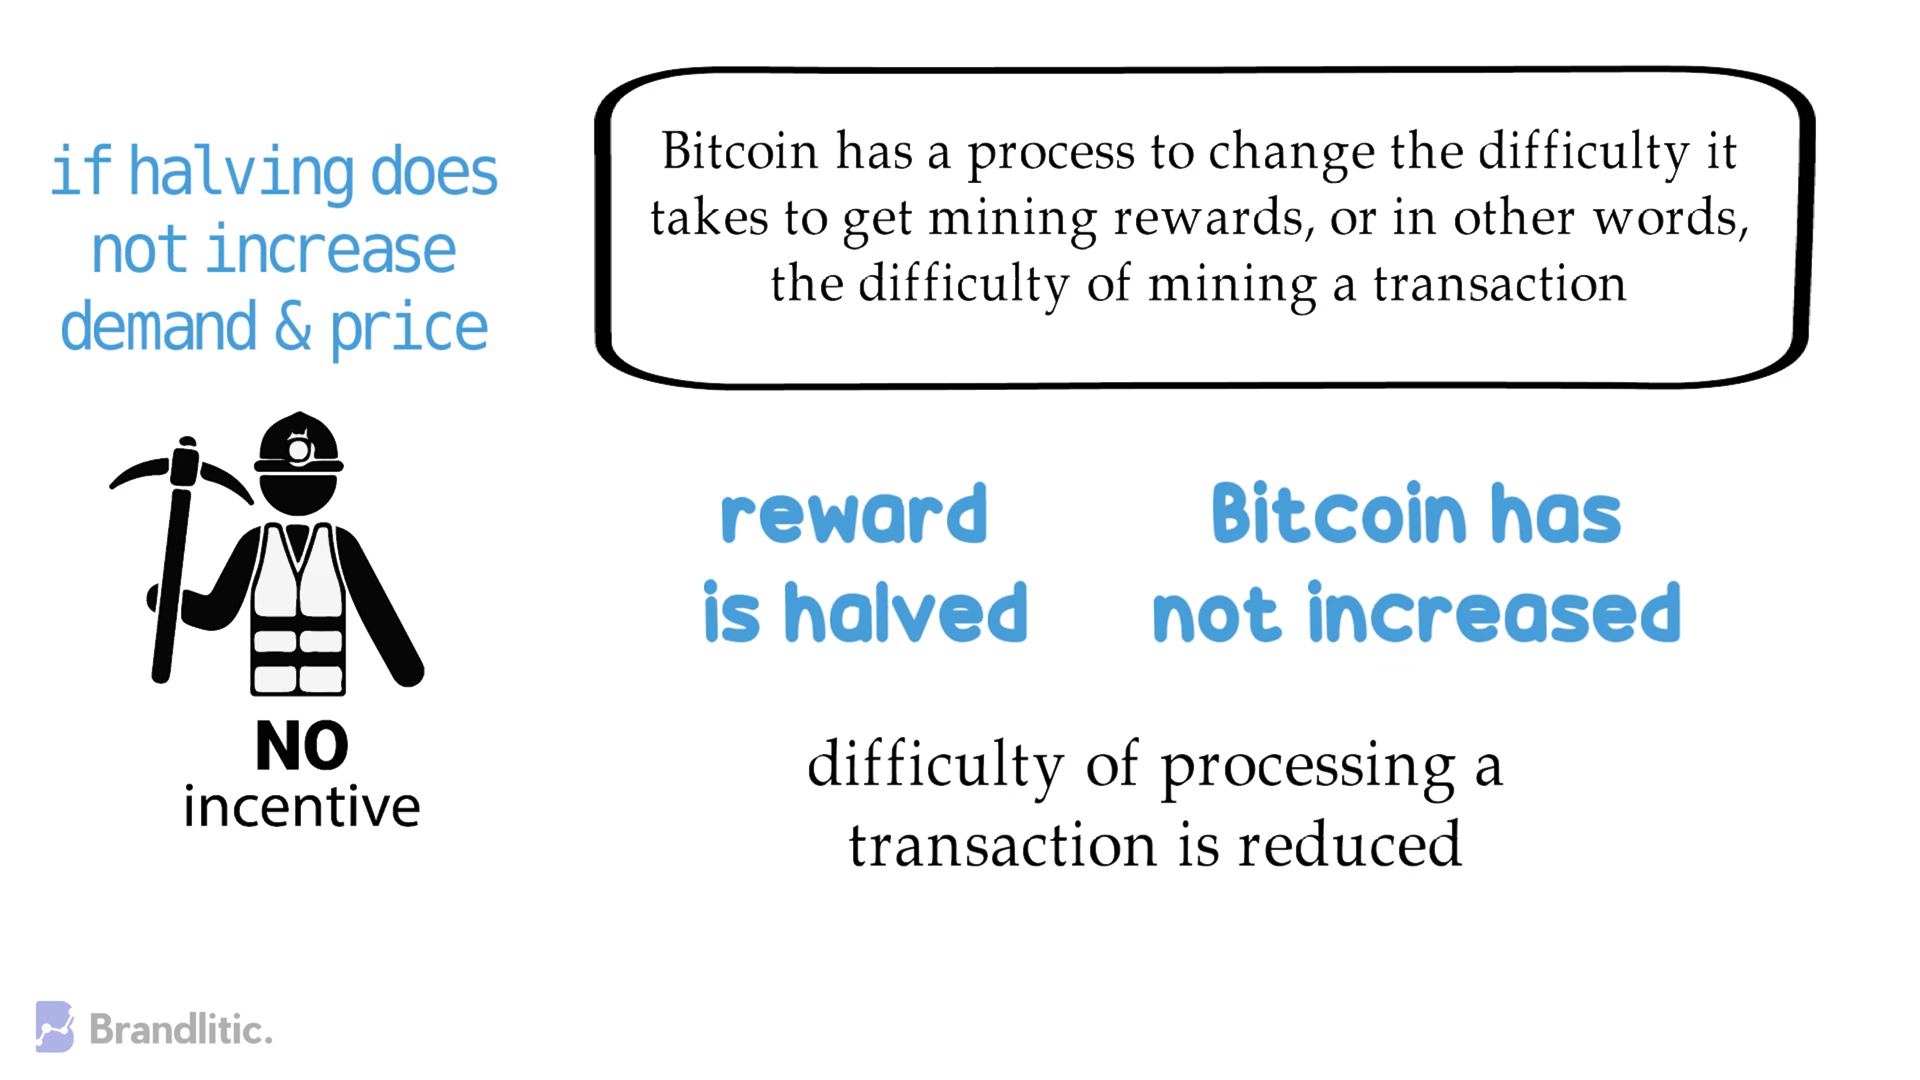 if halving does
not increase
demand & price
NO
incentive
Bitcoin has a process to change the difficulty it
takes to get mining rewards, or in other words,
the difficulty of mining a transaction
reward
is halved
Bitcoin has
not increased
difficulty of processing a
transaction is reduced
Brandlitic.